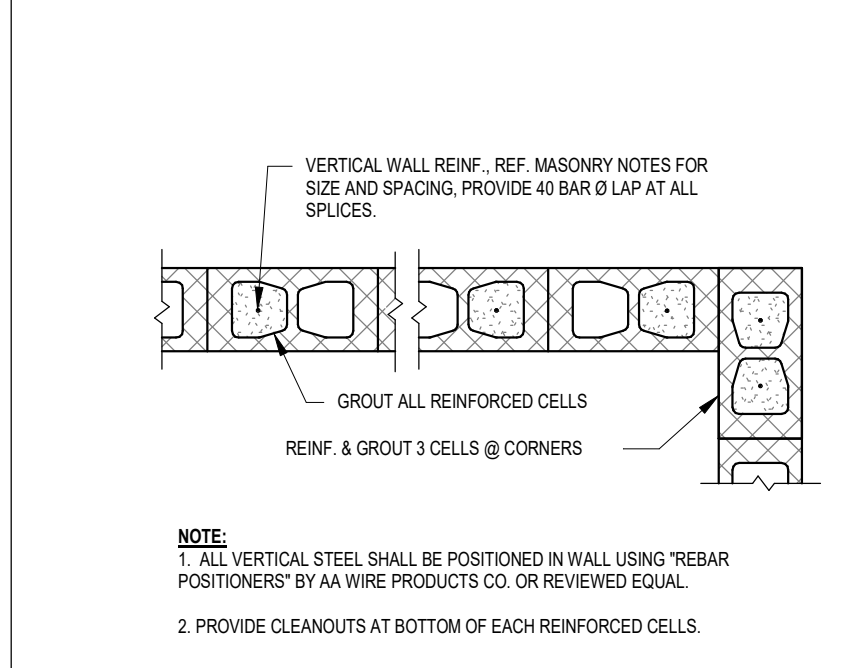 VERTICAL WALL REINF., REF. MASONRY NOTES FOR
SIZE AND SPACING, PROVIDE 40 BAR Ø LAP AT ALL
SPLICES.
GROUT ALL REINFORCED CELLS
REINF. & GROUT 3 CELLS @ CORNERS
NOTE:
1. ALL VERTICAL STEEL SHALL BE POSITIONED IN WALL USING "REBAR
POSITIONERS" BY AA WIRE PRODUCTS CO. OR REVIEWED EQUAL.
2. PROVIDE CLEANOUTS AT BOTTOM OF EACH REINFORCED CELLS.